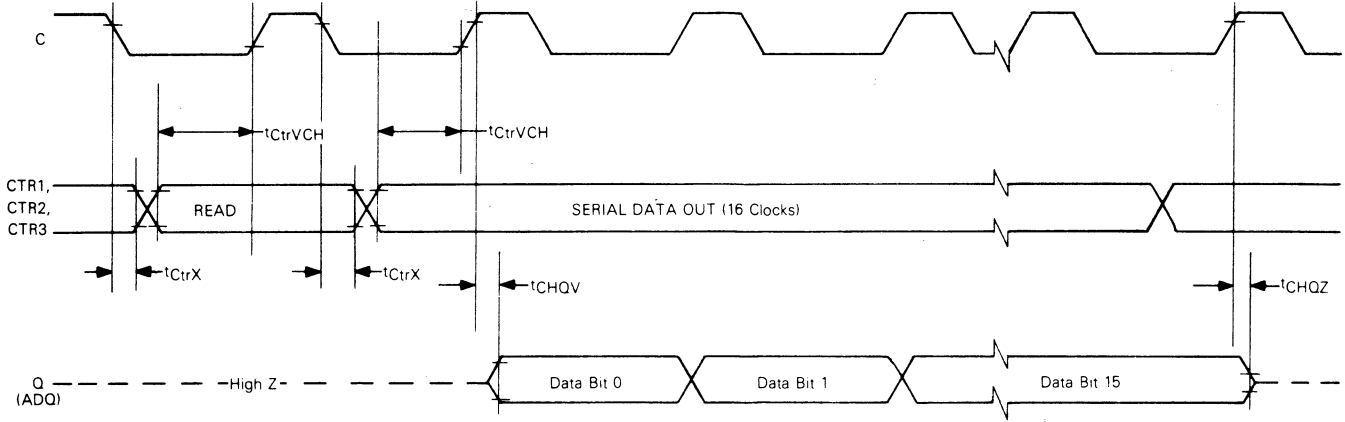 C
tCtrVCH
tCtrVCH
CTR1,
CTR2,
CTR3
READ
SERIAL DATA OUT (16 Clocks)
tCtrX
tCtrX
tCHQV
tCHQZ
Q
(ADQ)
High Z
Data Bit 0
Data Bit 1
Data Bit 15